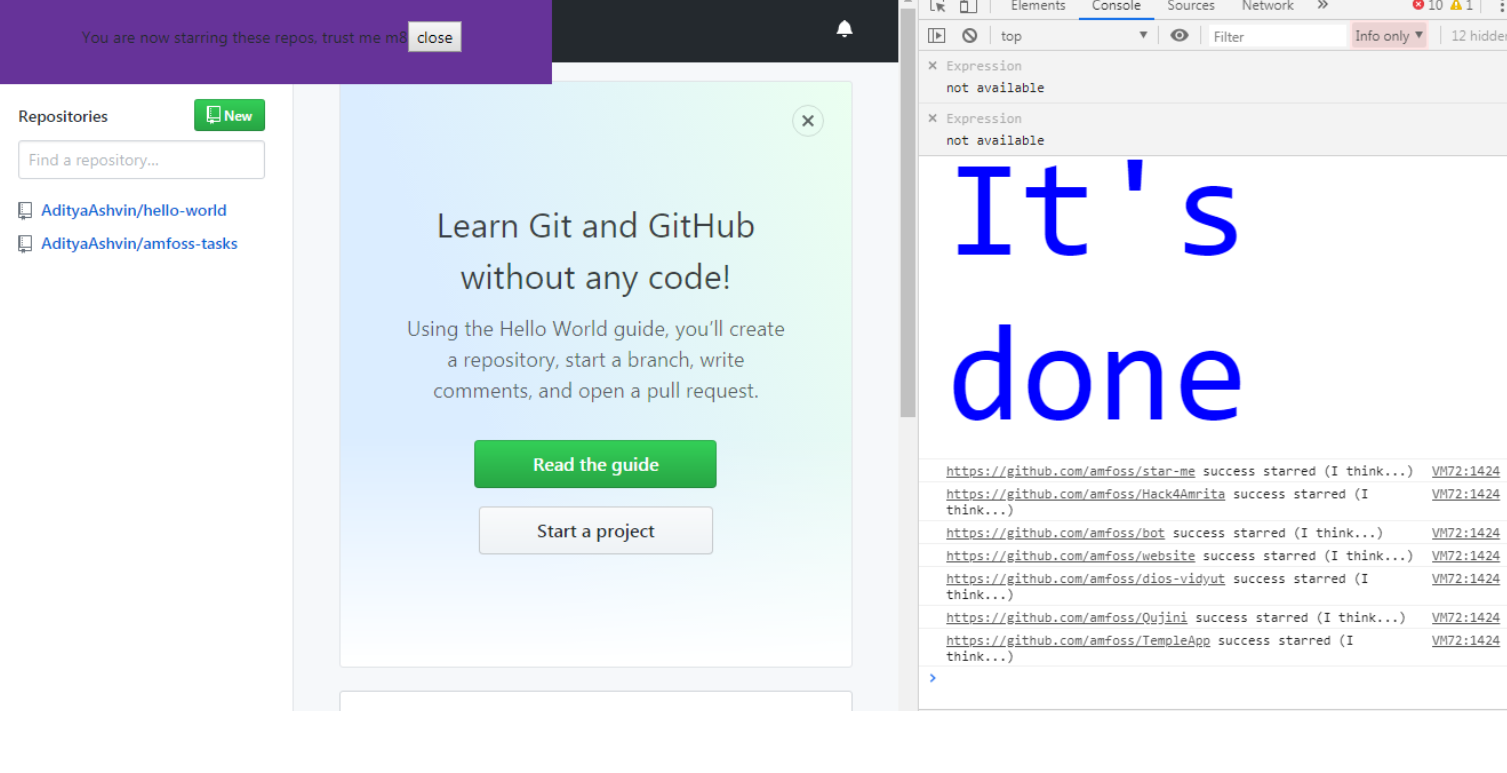 You are now starring these repos, trust me m8 close
Repositories
New
Find a repository...
AdityaAshvin/hello-world
AdityaAshvin/amfoss-tasks
Learn Git and GitHub
without any code!
Using the Hello World guide, you’ll create
a repository, start a branch, write
comments, and open a pull request.
Read the guide
Start a project
Elements Console Sources Network » 10 1
top Filter Info only 12 hidden
× Expression
not available
× Expression
not available
It's
done
https://github.com/amfoss/star-me success starred (I think...) VM72:1424
https://github.com/amfoss/Hack4Amrita success starred (I VM72:1424
think...)
https://github.com/amfoss/bot success starred (I think...) VM72:1424
https://github.com/amfoss/website success starred (I think...) VM72:1424
https://github.com/amfoss/dios-vidyut success starred (I VM72:1424
think...)
https://github.com/amfoss/Qujini success starred (I think...) VM72:1424
https://github.com/amfoss/TempleApp success starred (I VM72:1424
think...)